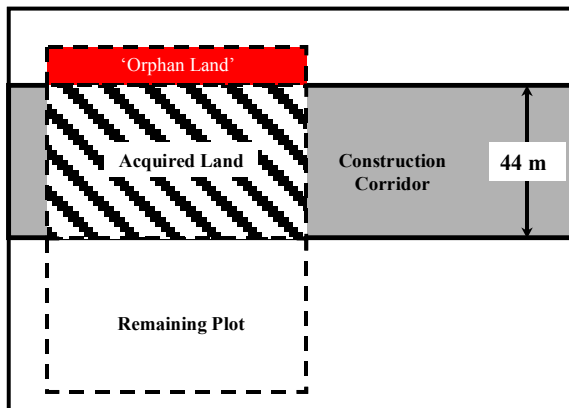 ‘Orphan Land’
Acquired Land
Construction
Corridor
44 m
Remaining Plot